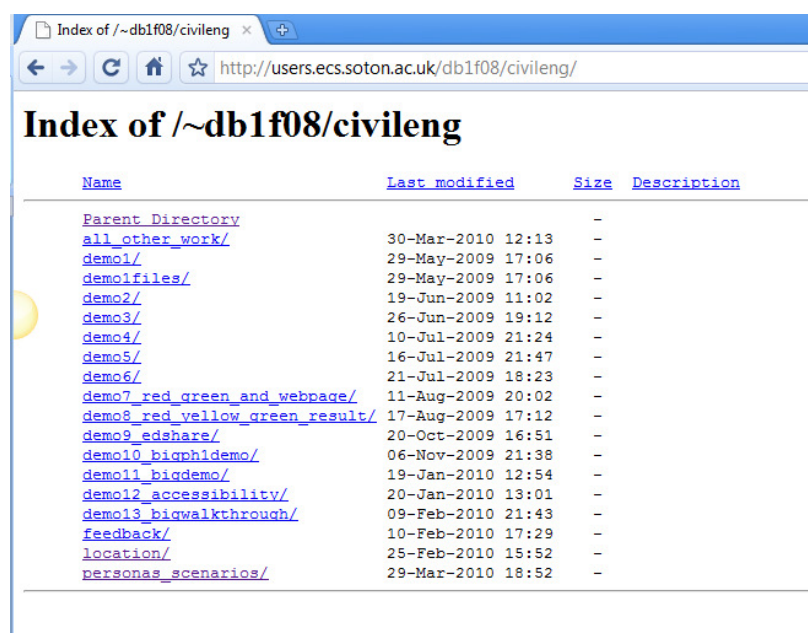 Index of /~db1f08/civileng
http://users.ecs.soton.ac.uk/db1f08/civileng/
Index of /~db1f08/civileng
Name Last modified Size Description
Parent Directory -
all_other_work/ 30-Mar-2010 12:13 -
demo1/ 29-May-2009 17:06 -
demo1files/ 29-May-2009 17:06 -
demo2/ 19-Jun-2009 11:02 -
demo3/ 26-Jun-2009 19:12 -
demo4/ 10-Jul-2009 21:24 -
demo5/ 16-Jul-2009 21:47 -
demo6/ 21-Jul-2009 18:23 -
demo7_red_green_and_webpage/ 11-Aug-2009 20:02 -
demo8_red_yellow_green_result/ 17-Aug-2009 17:12 -
demo9_edshare/ 20-Oct-2009 16:51 -
demo10_bigph1demo/ 06-Nov-2009 21:38 -
demo11_bigdemo/ 19-Jan-2010 12:54 -
demo12_accessibility/ 20-Jan-2010 13:01 -
demo13_bigwalkthrough/ 09-Feb-2010 21:43 -
feedback/ 10-Feb-2010 17:29 -
location/ 25-Feb-2010 15:52 -
personas_scenarios/ 29-Mar-2010 18:52 -